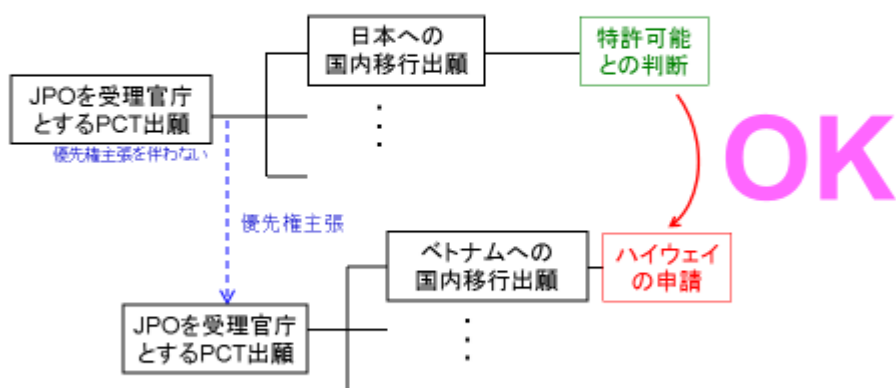 日本への
国内移行出願
特許可能
との判断
JPOを受理官庁
とするPCT出願
優先権主張を伴わない
OK
優先権主張
ベトナムへの
国内移行出願
ハイウェイ
の申請
JPOを受理官庁
とするPCT出願